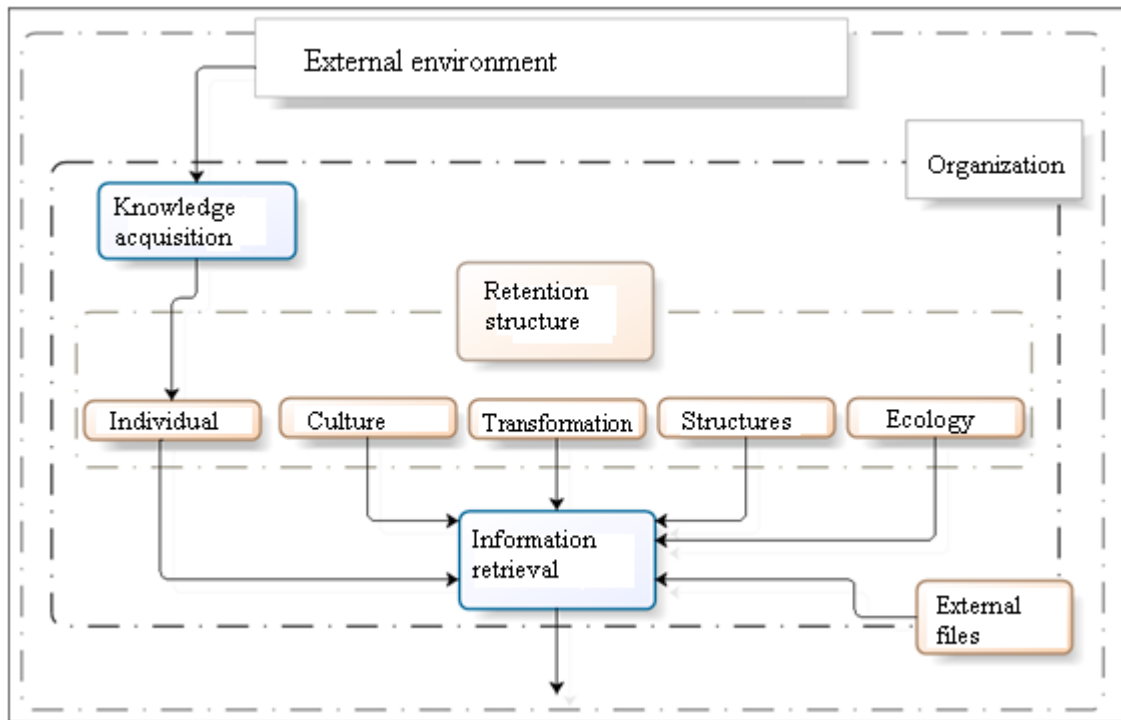 External environment
Organization
Knowledge
acquisition
Retention
structure
Individual
Culture
Transformation
Structures
Ecology
Information
retrieval
External
files